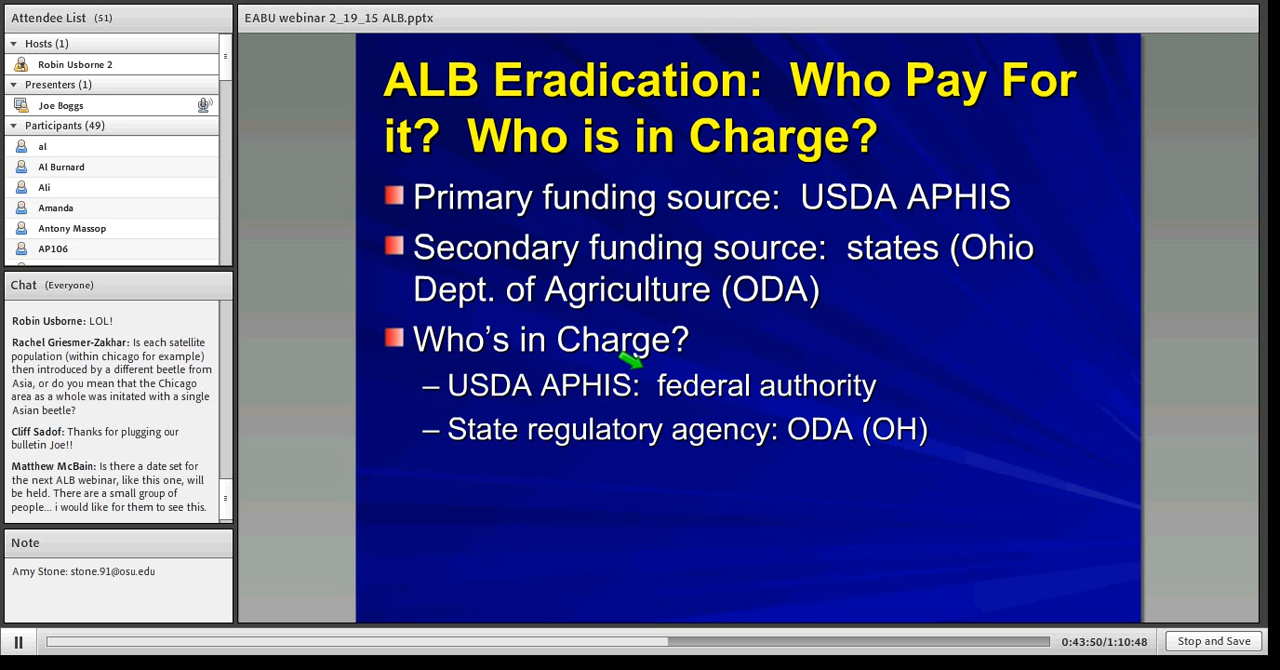 Attendee List (51)
Hosts (1)
Robin Usborne 2
Presenters (1)
Joe Boggs
Participants (49)
al
Al Burnard
Ali
Amanda
Antony Massop
AP106
Chat (Everyone)
Robin Usborne: LOL!
Rachel Griesmer-Zakhar: Is each satellite
population (within chicago for example)
then introduced by a different beetle from
Asia, or do you mean that the Chicago
area as a whole was initated with a single
Asian beetle?
Cliff Sadof: Thanks for plugging our
bulletin Joe!!
Matthew McBain: Is there a date set for
the next ALB webinar, like this one, will
be held. There are a small group of
people... i would like for them to see this.
Note
Amy Stone: stone.91@osu.edu
EABU webinar 2_19_15 ALB.pptx
ALB Eradication: Who Pay For
it? Who is in Charge?
Primary funding source: USDA APHIS
Secondary funding source: states (Ohio
Dept. of Agriculture (ODA)
Who's in Charge?
– USDA APHIS: federal authority
– State regulatory agency: ODA (OH)
0:43:50/1:10:48
Stop and Save